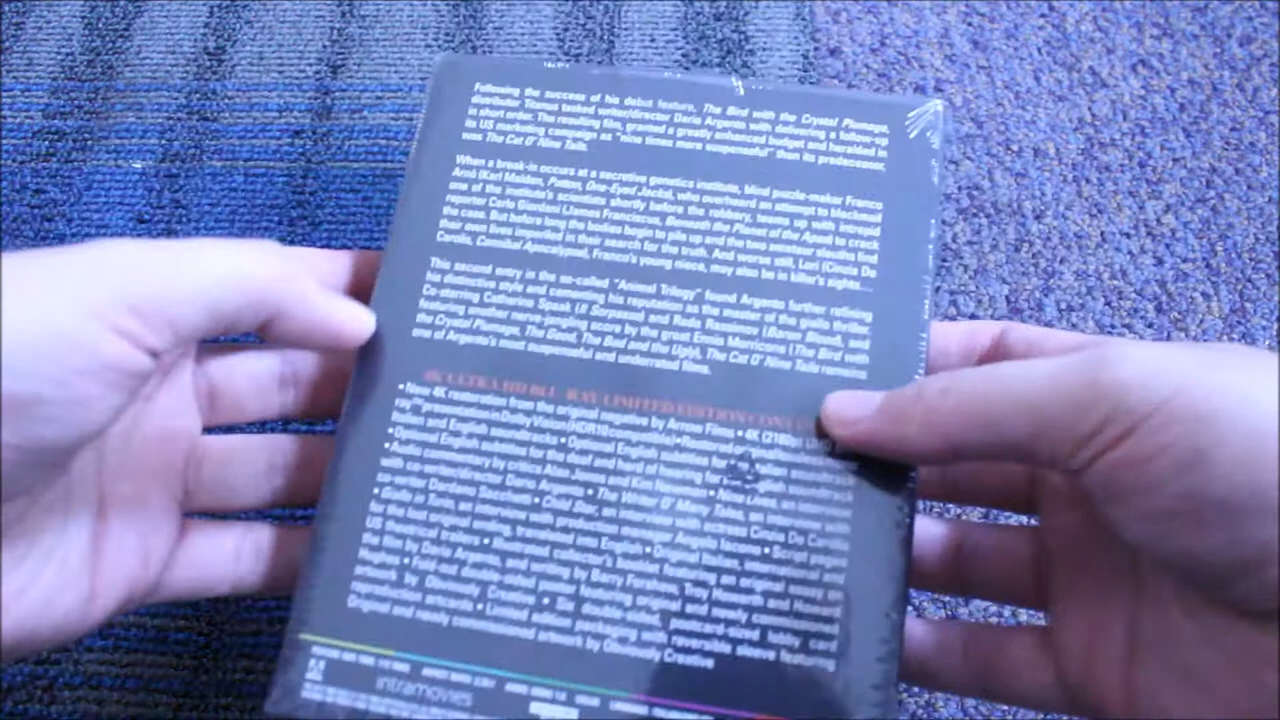 Following the success of his debut feature, The Bird with the Crystal Plumage,
distributor Titanus tasked writer/director Dario Argento with delivering a follow-up
in short order. The resulting film, granted a greatly enhanced budget and heralded in
its US marketing campaign as "nine times more suspenseful" than its predecessor,
was The Cat O' Nine Tails.
When a break-in occurs at a secretive genetics institute, blind puzzle-maker Franco
Arnò (Karl Malden, Patton, One-Eyed Jacks), who overheard an attempt to blackmail
one of the institute's scientists shortly before the robbery, teams up with intrepid
reporter Carlo Giordani (James Franciscus, Beneath the Planet of the Apes) to crack
the case. But before long the bodies begin to pile up and the two amateur sleuths find
their own lives imperilled in their search for the truth. And worse still, Lori (Cinzia De
Carolis, Cannibal Apocalypse), Franco's young niece, may also be in killer's sights...
This second entry in the so-called "Animal Trilogy" found Argento further refining
his distinctive style and cementing his reputation as the master of the giallo thriller.
Co-starring Catherine Spaak (Il Sorpasso) and Rada Rassimov (Baron Blood), and
featuring another nerve-jangling score by the great Ennio Morricone (The Bird with
the Crystal Plumage, The Good, The Bad and the Ugly), The Cat O' Nine Tails remains
one of Argento's most suspenseful and underrated films.
4K ULTRA HD BLU-RAY LIMITED EDITION
• New 4K restoration from the original negative by Arrow Films • 4K (2160p)
ray™ presentation in Dolby Vision (HDR10 compatible) • Restored original
Italian and English soundtracks • Optional English subtitles for
• Optional English subtitles for the deaf and hard of hearing for English
• Audio commentary by critics Alan Jones and Kim Newman • Nine Lives, an interview
with co-writer/director Dario Argento • The Writer O' Many Tales, an interview with
co-writer Dardano Sacchetti • Child Star, an interview with actress Cinzia De Carolis
• Giallo in Turin, an interview with production manager Angelo Iacono • Script pages
for the lost original ending, translated into English • Original Italian, international and
US theatrical trailers • Illustrated collector's booklet featuring an original essay on
the film by Dario Argento, and writing by Barry Forshaw, Troy Howarth and Howard
Hughes • Fold-out double-sided poster featuring original and newly commissioned
artwork by Obviously Creative • Six double-sided, postcard-sized lobby card
reproduction artcards • Limited edition packaging with reversible sleeve featuring
Original and newly commissioned artwork by Obviously Creative
intramovies